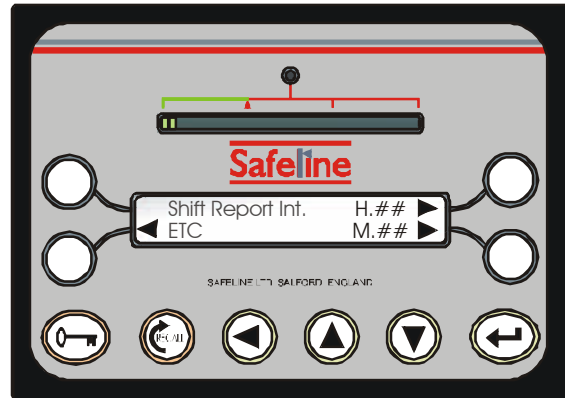 Safeline
Shift Report Int. H.## ▶
◀ ETC M.## ▶
SAFELINE LTD SALFORD ENGLAND
RECALL